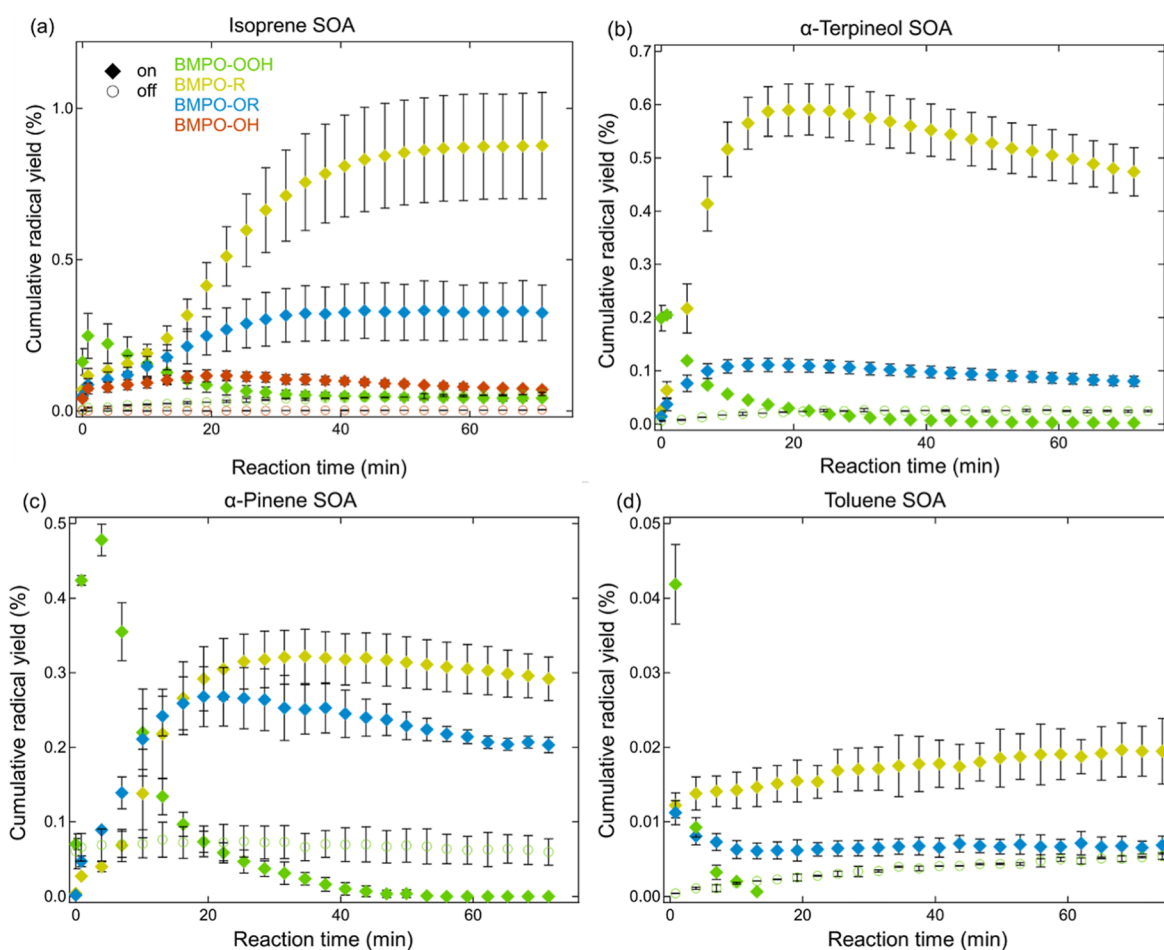 (a) Isoprene SOA
on
off
BMPO-OOH
BMPO-R
BMPO-OR
BMPO-OH
Cumulative radical yield (%)
1.0
0.5
0.0
0 20 40 60
Reaction time (min)
(b) α-Terpineol SOA
Cumulative radical yield (%)
0.7
0.6
0.5
0.4
0.3
0.2
0.1
0.0
0 20 40 60
Reaction time (min)
(c) α-Pinene SOA
Cumulative radical yield (%)
0.5
0.4
0.3
0.2
0.1
0.0
0 20 40 60
Reaction time (min)
(d) Toluene SOA
Cumulative radical yield (%)
0.05
0.04
0.03
0.02
0.01
0.00
0 20 40 60
Reaction time (min)